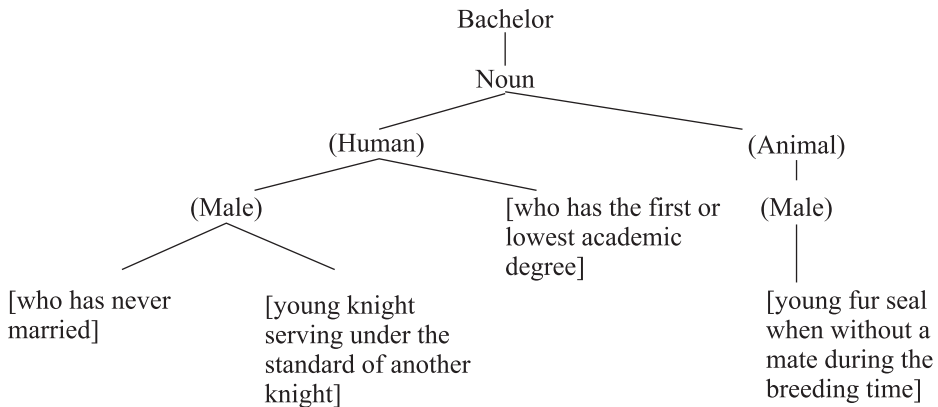 Bachelor
Noun
(Human)
(Animal)
(Male)
[who has the first or
lowest academic
degree]
(Male)
[who has never
married]
[young knight
serving under the
standard of another
knight]
[young fur seal
when without a
mate during the
breeding time]